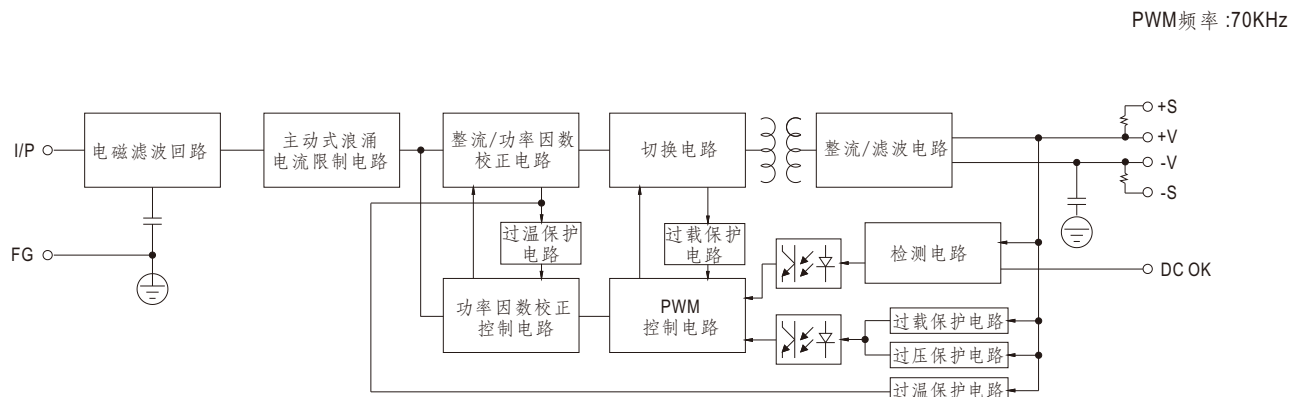 PWM频率 :70KHz
I/P
电磁滤波回路
主动式浪涌
电流限制电路
整流/功率因数
校正电路
切换电路
整流/滤波电路
+S
+V
-V
-S
FG
过温保护
电路
过载保护
电路
检测电路
DC OK
功率因数校正
控制电路
PWM
控制电路
过载保护电路
过压保护电路
过温保护电路